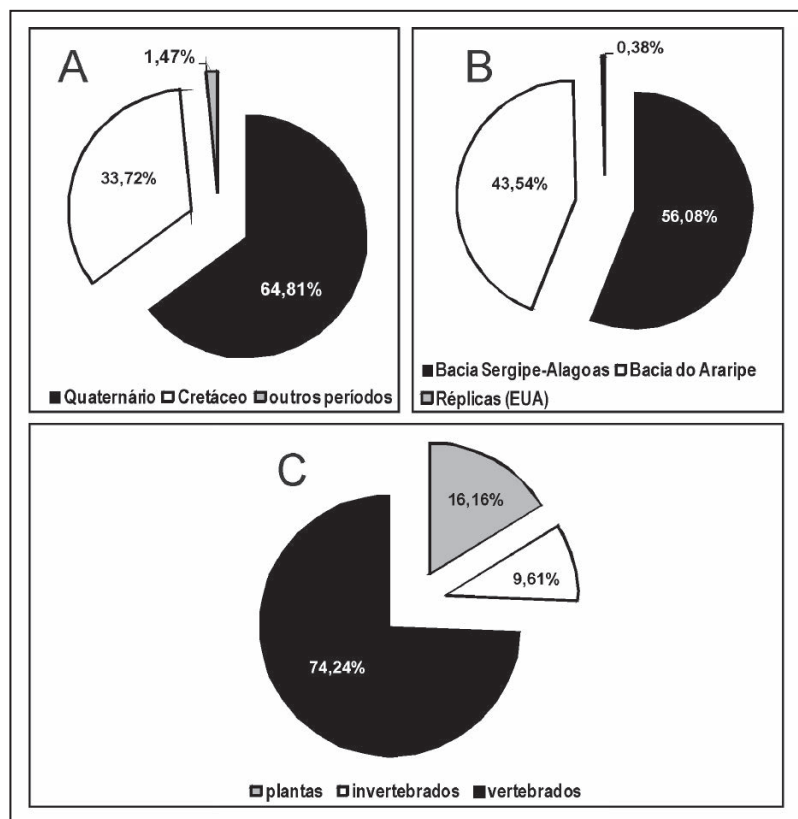 A
1,47%
33,72%
64,81%
Quaternário Cretáceo outros períodos
B
0,38%
43,54%
56,08%
Bacia Sergipe-Alagoas Bacia do Araripe
Réplicas (EUA)
C
16,16%
9,61%
74,24%
plantas invertebrados vertebrados